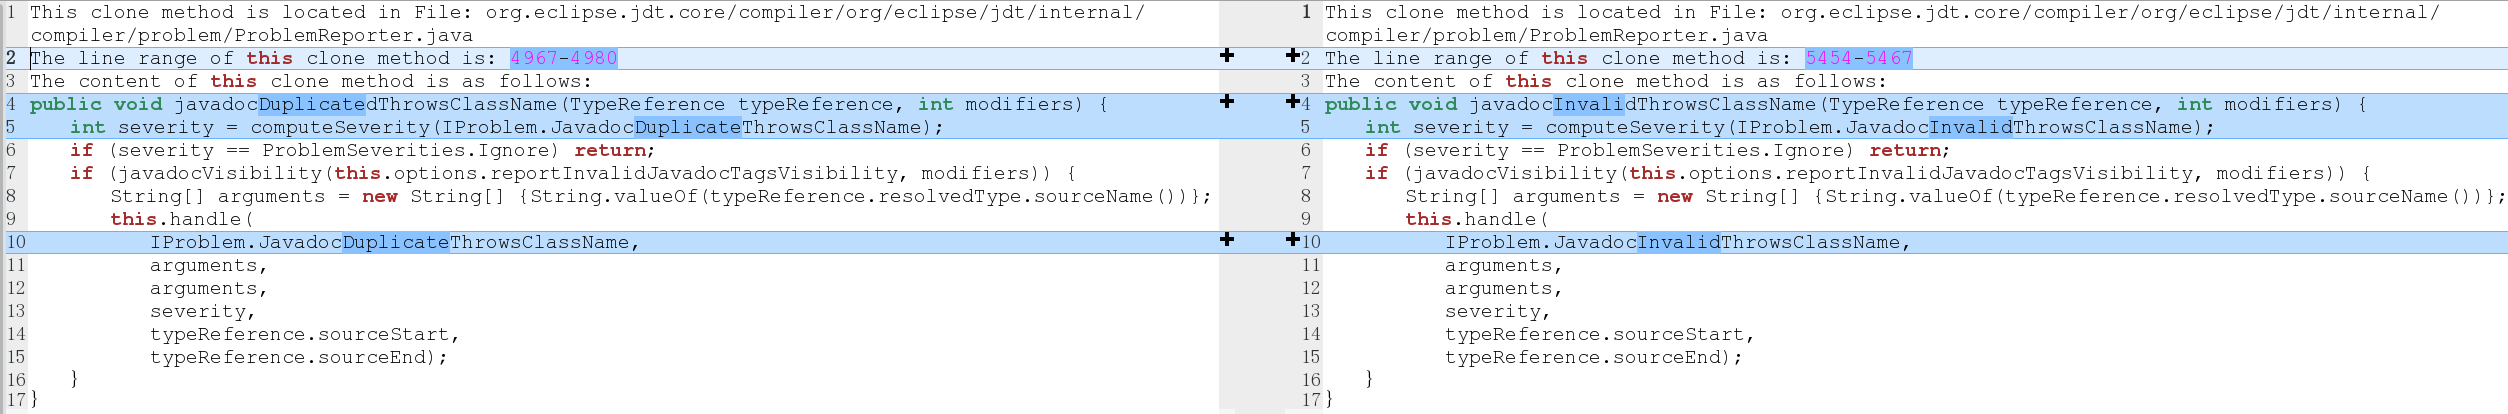 1 This clone method is located in File: org.eclipse.jdt.core/compiler/org/eclipse/jdt/internal/
compiler/problem/ProblemReporter.java
2 The line range of this clone method is: 4967-4980
3 The content of this clone method is as follows:
4 public void javadocDuplicatedThrowsClassName(TypeReference typeReference, int modifiers) {
5 int severity = computeSeverity(IProblem.JavadocDuplicateThrowsClassName);
6 if (severity == ProblemSeverities.Ignore) return;
7 if (javadocVisibility(this.options.reportInvalidJavadocTagsVisibility, modifiers)) {
8 String[] arguments = new String[] {String.valueOf(typeReference.resolvedType.sourceName())};
9 this.handle(
10 IProblem.JavadocDuplicateThrowsClassName,
11 arguments,
12 arguments,
13 severity,
14 typeReference.sourceStart,
15 typeReference.sourceEnd);
16 }
17 }
1 This clone method is located in File: org.eclipse.jdt.core/compiler/org/eclipse/jdt/internal/
compiler/problem/ProblemReporter.java
2 The line range of this clone method is: 5454-5467
3 The content of this clone method is as follows:
4 public void javadocInvalidThrowsClassName(TypeReference typeReference, int modifiers) {
5 int severity = computeSeverity(IProblem.JavadocInvalidThrowsClassName);
6 if (severity == ProblemSeverities.Ignore) return;
7 if (javadocVisibility(this.options.reportInvalidJavadocTagsVisibility, modifiers)) {
8 String[] arguments = new String[] {String.valueOf(typeReference.resolvedType.sourceName())};
9 this.handle(
10 IProblem.JavadocInvalidThrowsClassName,
11 arguments,
12 arguments,
13 severity,
14 typeReference.sourceStart,
15 typeReference.sourceEnd);
16 }
17 }